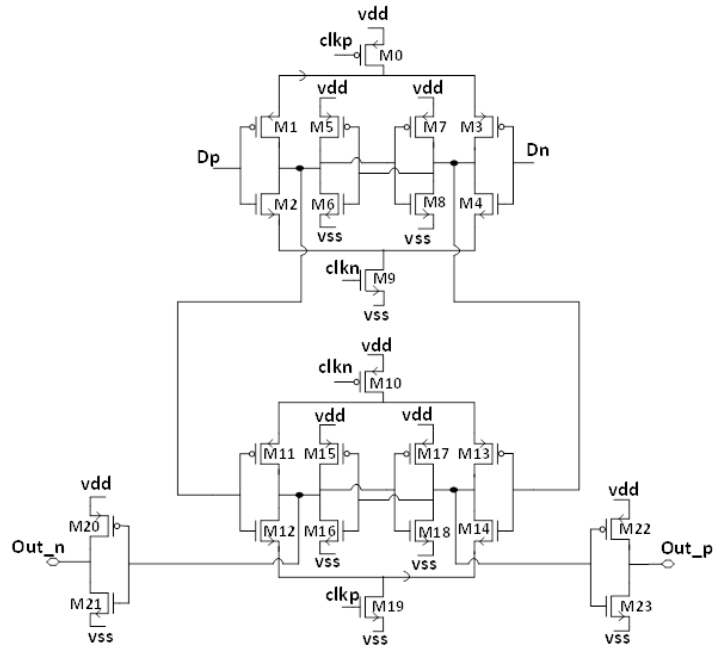 vdd
clkp
M0
vdd
vdd
M1
M5
M7
M3
Dp
Dn
M2
M6
M8
M4
vss
vss
clkn
M9
vss
vdd
clkn
M10
vdd
vdd
M11
M15
M17
M13
vdd
vdd
M20
M12
M16
M18
M14
M22
Out_n
vss
vss
Out_p
M21
clkp
M19
M23
vss
vss
vss